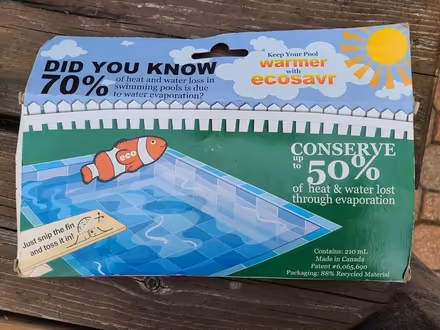 DID YOU KNOW
70% of heat and water loss in
swimming pools is due
to water evaporation?
Keep Your Pool
warmer
with
ecosavr
eco
CONSERVE
up
to 50%
of heat & water lost
through evaporation
Just snip the fin
and toss it in!
Contains: 210 mL
Made in Canada
Patent #6,065,690
Packaging: 88% Recycled Material